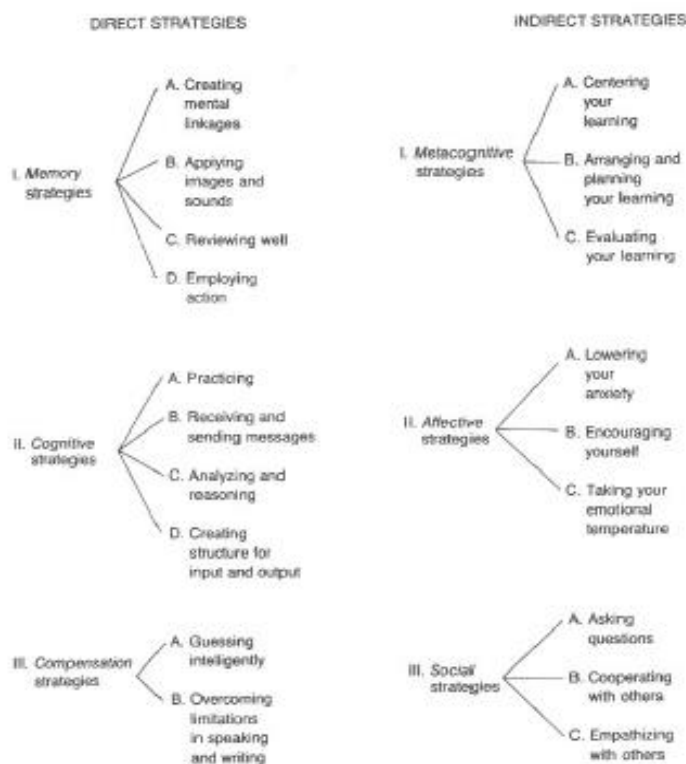 DIRECT STRATEGIES
I. Memory
strategies
A. Creating
mental
linkages
B. Applying
images and
sounds
C. Reviewing well
D. Employing
action
II. Cognitive
strategies
A. Practicing
B. Receiving and
sending messages
C. Analyzing and
reasoning
D. Creating
structure for
input and output
III. Compensation
strategies
A. Guessing
intelligently
B. Overcoming
limitations
in speaking
and writing
INDIRECT STRATEGIES
I. Metacognitive
strategies
A. Centering
your
learning
B. Arranging and
planning
your learning
C. Evaluating
your learning
II. Affective
strategies
A. Lowering
your
anxiety
B. Encouraging
yourself
C. Taking your
emotional
temperature
III. Social
strategies
A. Asking
questions
B. Cooperating
with others
C. Empathizing
with others